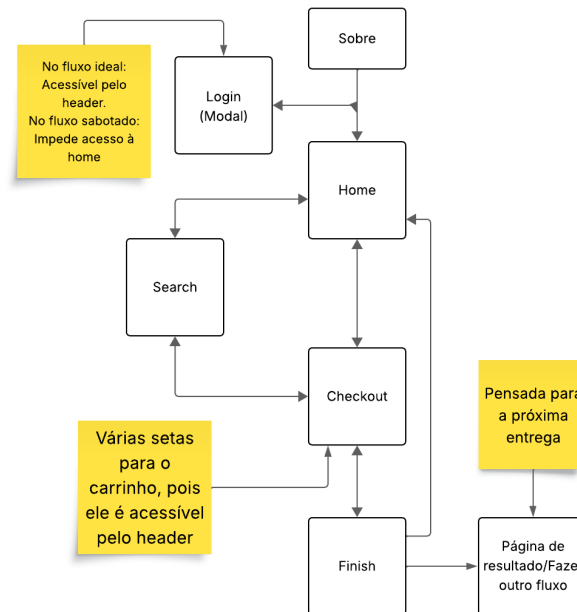 Sobre
No fluxo ideal:
Acessível pelo
header.
No fluxo sabotado:
Impede acesso à
home
Login
(Modal)
Home
Search
Checkout
Pensada para
a próxima
entrega
Várias setas
para o
carrinho, pois
ele é acessível
pelo header
Finish
Página de
resultado/Faze
outro fluxo